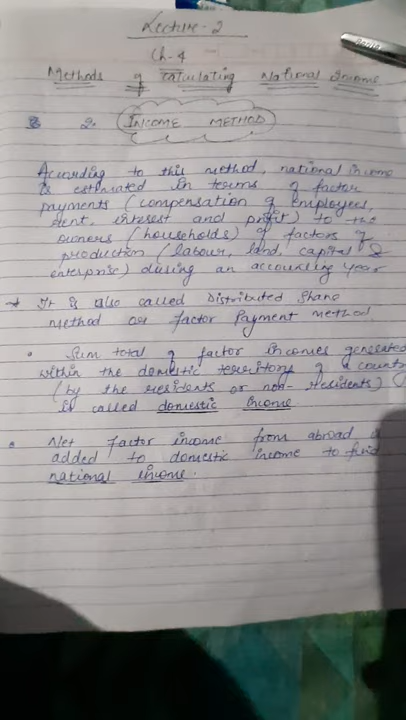 Lecture-2
Ch-4
Methods of Calculating National Income
2. INCOME METHOD
According to this method, national income
is estimated in terms of factor
payments (compensation of employees,
rent, interest and profit) to the
owners (households) of factors of
production (labour, land, capital &
enterprise) during an accounting year
→ It is also called Distributed Share
method or Factor Payment method.
• Sum total of factor incomes generated
within the domestic territory of a country
(by the residents or non-residents)
is called domestic income
• Net factor income from abroad is
added to domestic income to find
national income.